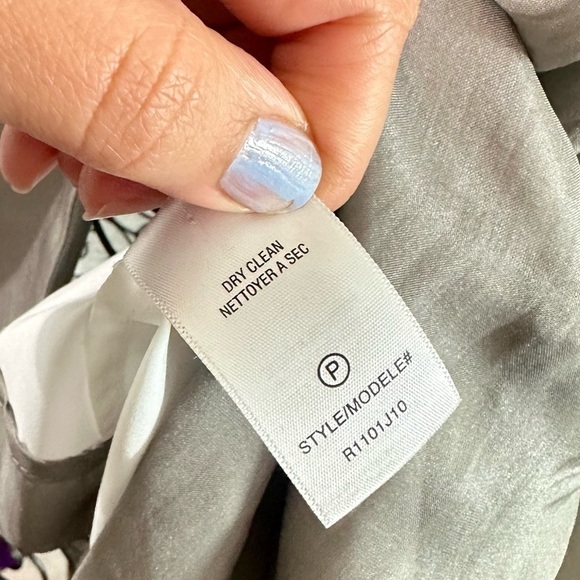 DRY CLEAN
NETTOYER A SEC
P
STYLE/MODELE#
R1101J10